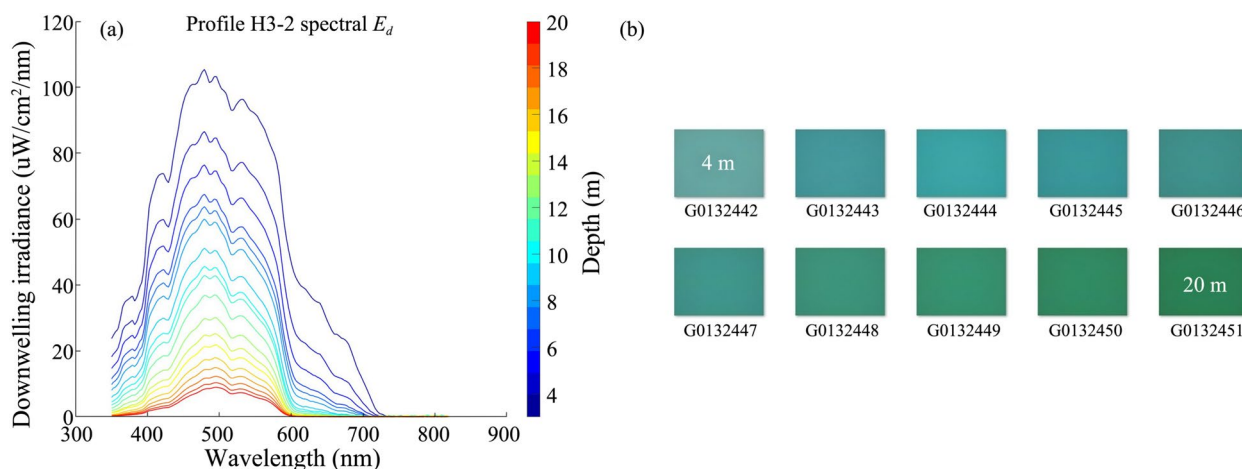 (a)
Profile H3-2 spectral E_d
Downwelling irradiance (uW/cm²/nm)
120
100
80
60
40
20
0
300
400
500
600
700
800
900
Wavelength (nm)
20
18
16
14
12
10
8
6
4
Depth (m)
(b)
4 m
G0132442
G0132443
G0132444
G0132445
G0132446
20 m
G0132447
G0132448
G0132449
G0132450
G0132451